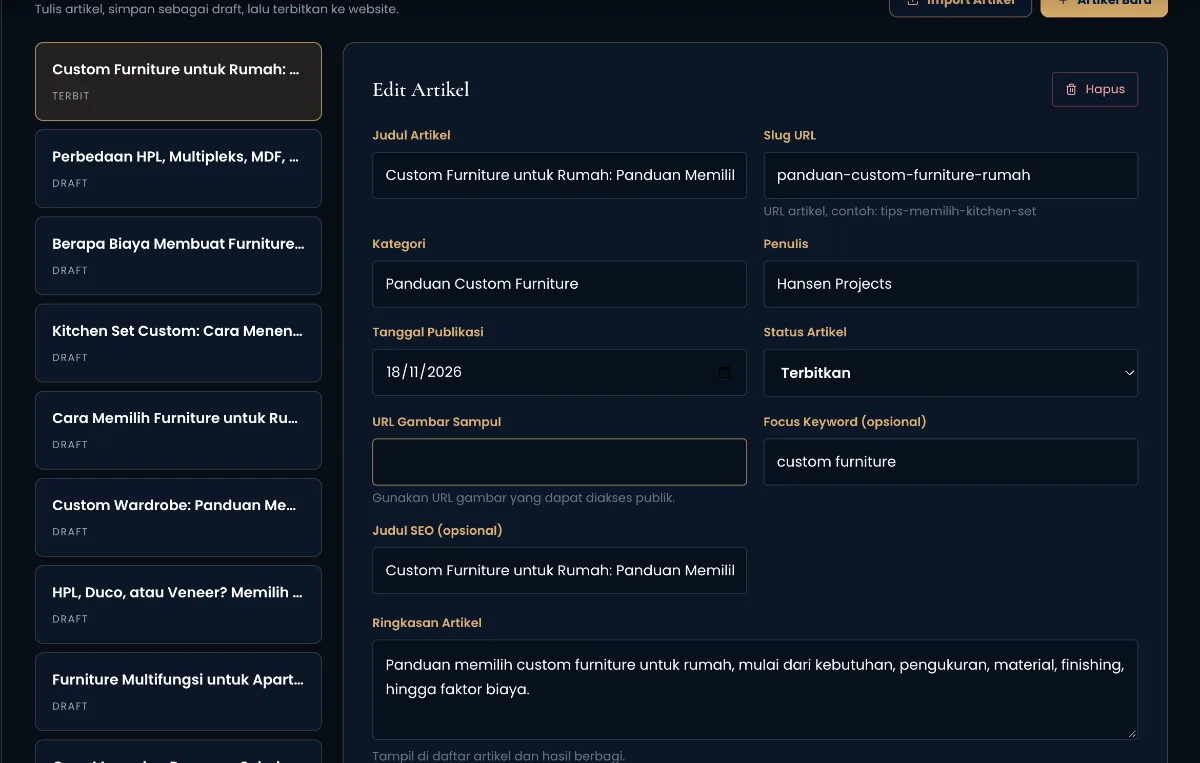 Tulis artikel, simpan sebagai draft, lalu terbitkan ke website.
Import Artikel
+ Artikel Baru
Custom Furniture untuk Rumah: ...
TERBIT
Perbedaan HPL, Multipleks, MDF, ...
DRAFT
Berapa Biaya Membuat Furniture...
DRAFT
Kitchen Set Custom: Cara Menen...
DRAFT
Cara Memilih Furniture untuk Ru...
DRAFT
Custom Wardrobe: Panduan Me...
DRAFT
HPL, Duco, atau Veneer? Memilih ...
DRAFT
Furniture Multifungsi untuk Apart...
DRAFT
Edit Artikel
Hapus
Judul Artikel
Custom Furniture untuk Rumah: Panduan Memilil
Slug URL
panduan-custom-furniture-rumah
URL artikel, contoh: tips-memilih-kitchen-set
Kategori
Panduan Custom Furniture
Penulis
Hansen Projects
Tanggal Publikasi
18/11/2026
Status Artikel
Terbitkan
URL Gambar Sampul
Gunakan URL gambar yang dapat diakses publik.
Focus Keyword (opsional)
custom furniture
Judul SEO (opsional)
Custom Furniture untuk Rumah: Panduan Memilil
Ringkasan Artikel
Panduan memilih custom furniture untuk rumah, mulai dari kebutuhan, pengukuran, material, finishing,
hingga faktor biaya.
Tampil di daftar artikel dan hasil berbagi.